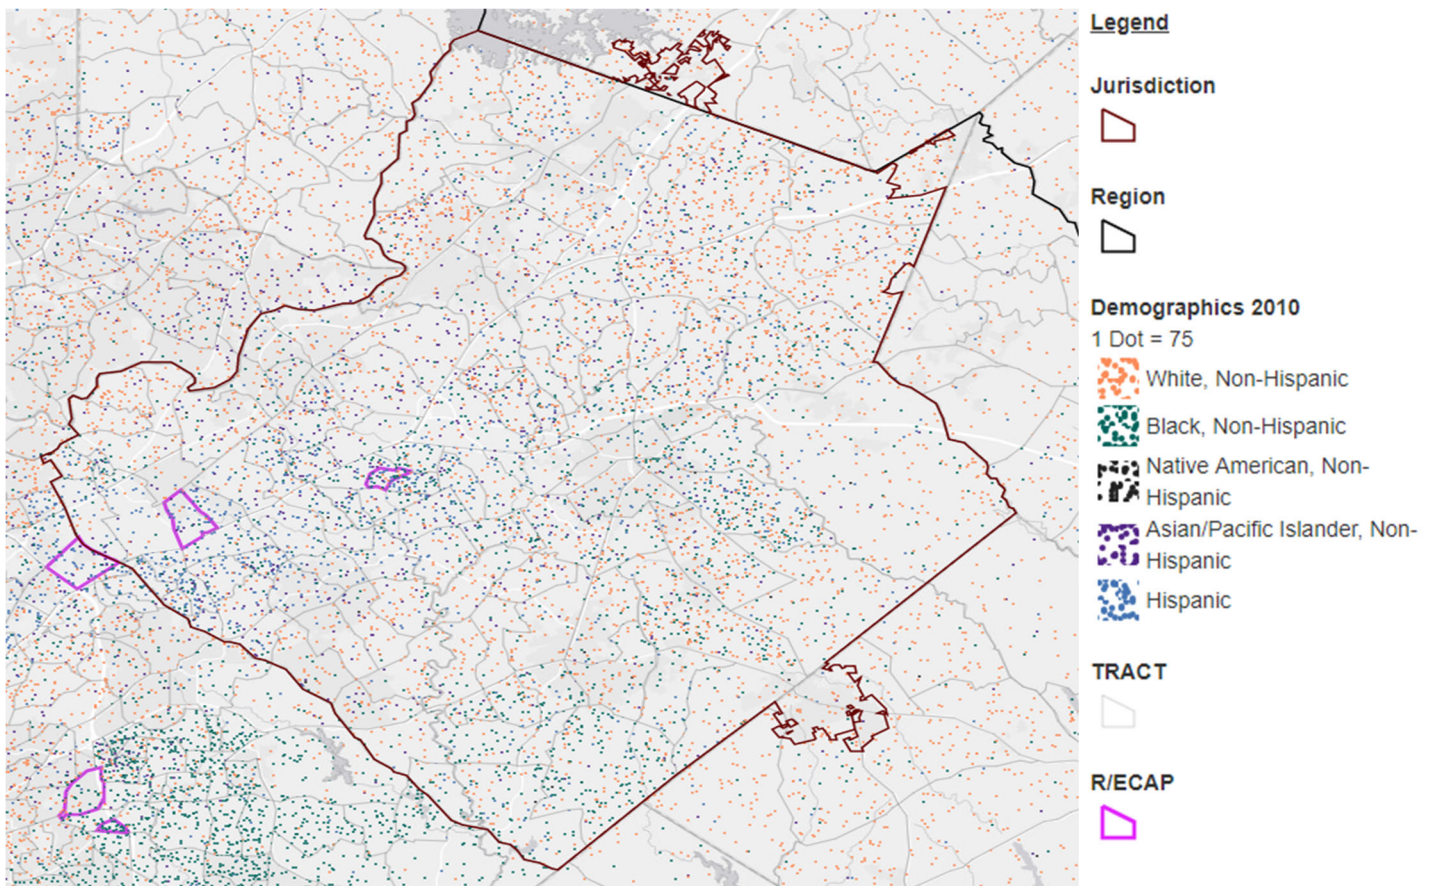 Legend
Jurisdiction
Region
Demographics 2010
1 Dot = 75
White, Non-Hispanic
Black, Non-Hispanic
Native American, Non-
Hispanic
Asian/Pacific Islander, Non-
Hispanic
Hispanic
TRACT
R/ECAP